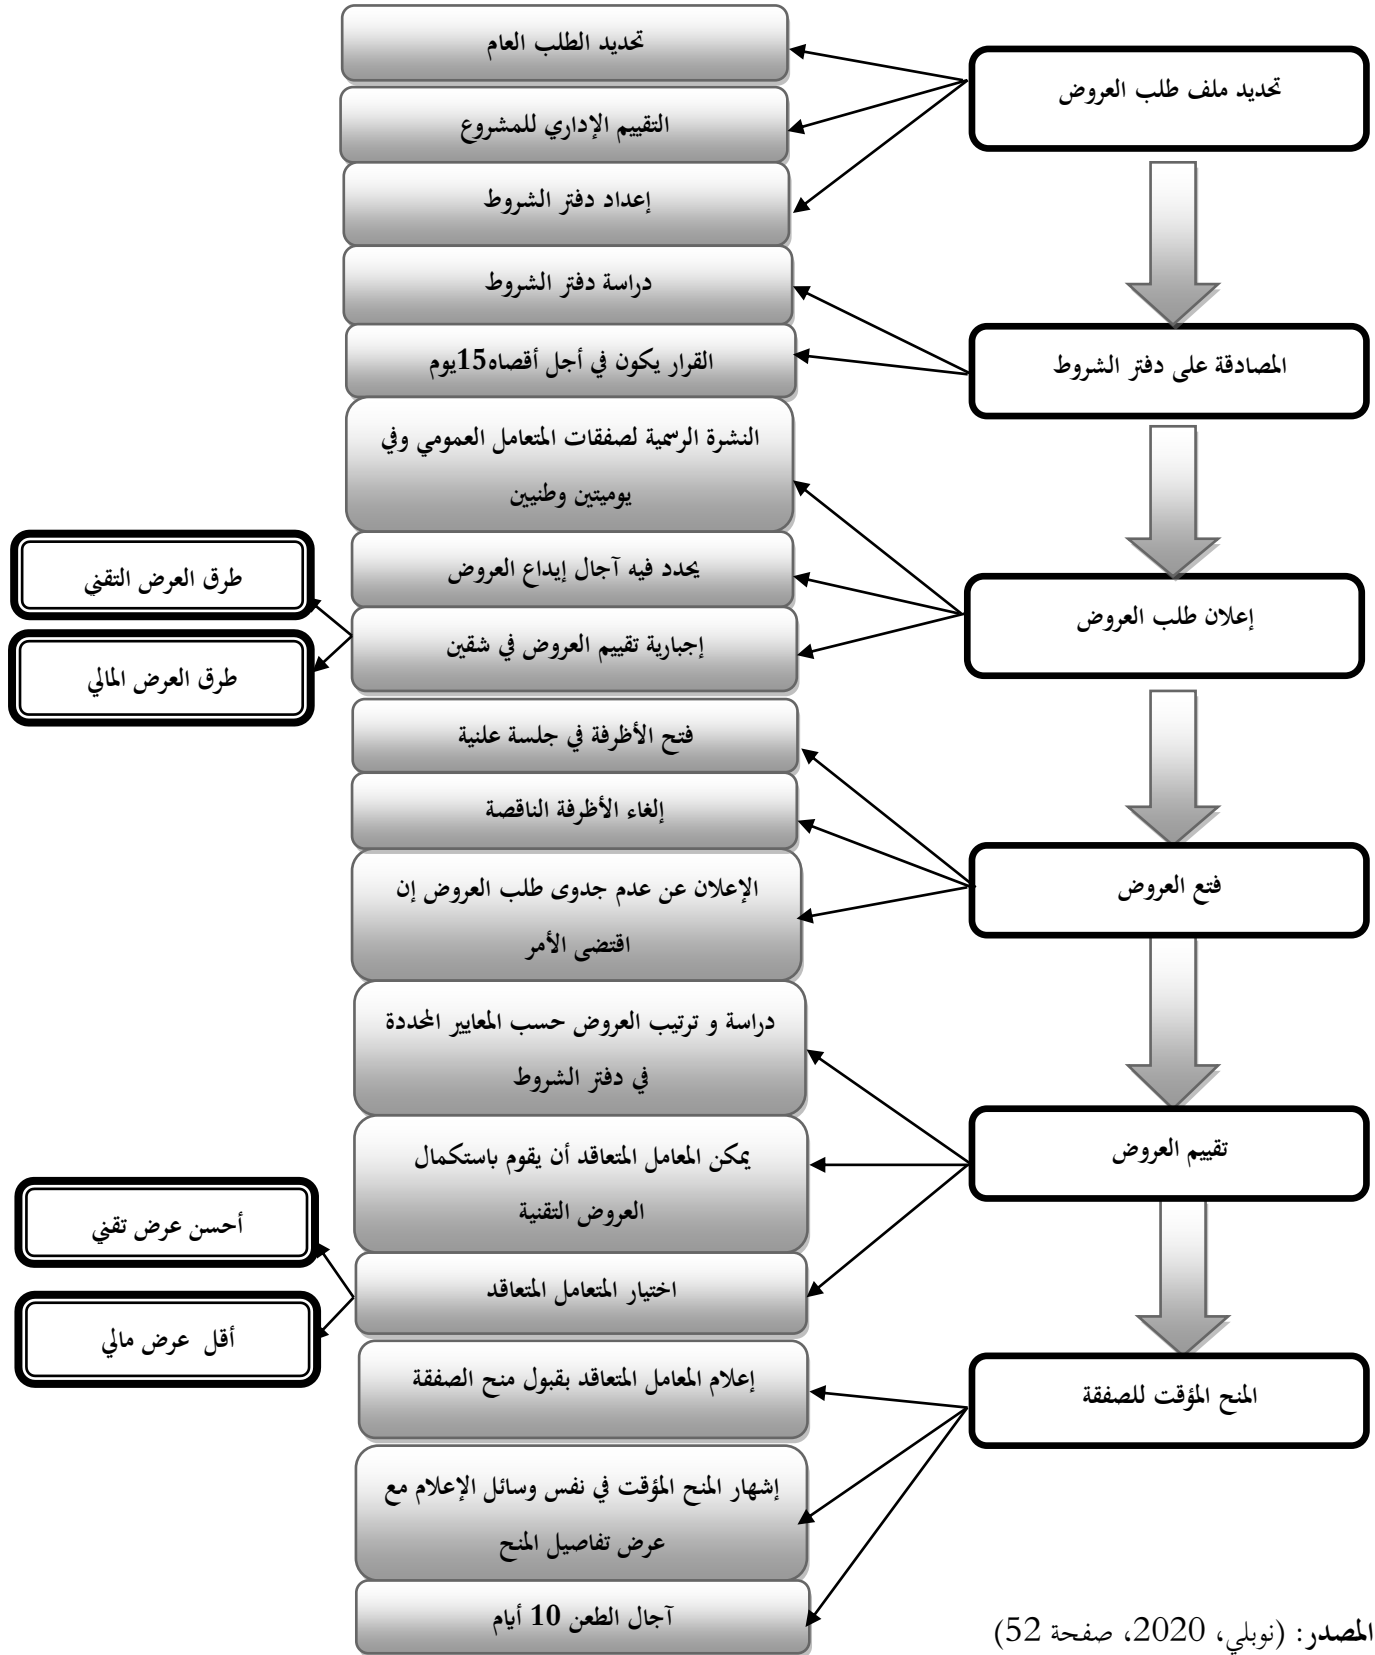 تحديد ملف طلب العروض
تحديد الطلب العام
التقييم الإداري للمشروع
إعداد دفتر الشروط
المصادقة على دفتر الشروط
دراسة دفتر الشروط
القرار يكون في أجل أقصاه15يوم
إعلان طلب العروض
النشرة الرسمية لصفقات المتعامل العمومي وفي
يوميتين وطنيين
يحدد فيه آجال إيداع العروض
إجبارية تقييم العروض في شقين
طرق العرض التقني
طرق العرض المالي
فتع العروض
فتح الأظرفة في جلسة علنية
إلغاء الأظرفة الناقصة
الإعلان عن عدم جدوى طلب العروض إن
اقتضى الأمر
تقييم العروض
دراسة و ترتيب العروض حسب المعايير المحددة
في دفتر الشروط
يمكن المعامل المتعاقد أن يقوم باستكمال
العروض التقنية
اختيار المتعامل المتعاقد
أحسن عرض تقني
أقل عرض مالي
المنح المؤقت للصفقة
إعلام المعامل المتعاقد بقبول منح الصفقة
إشهار المنح المؤقت في نفس وسائل الإعلام مع
عرض تفاصيل المنح
آجال الطعن 10 أيام
المصدر: (نوبلي، 2020، صفحة 52)